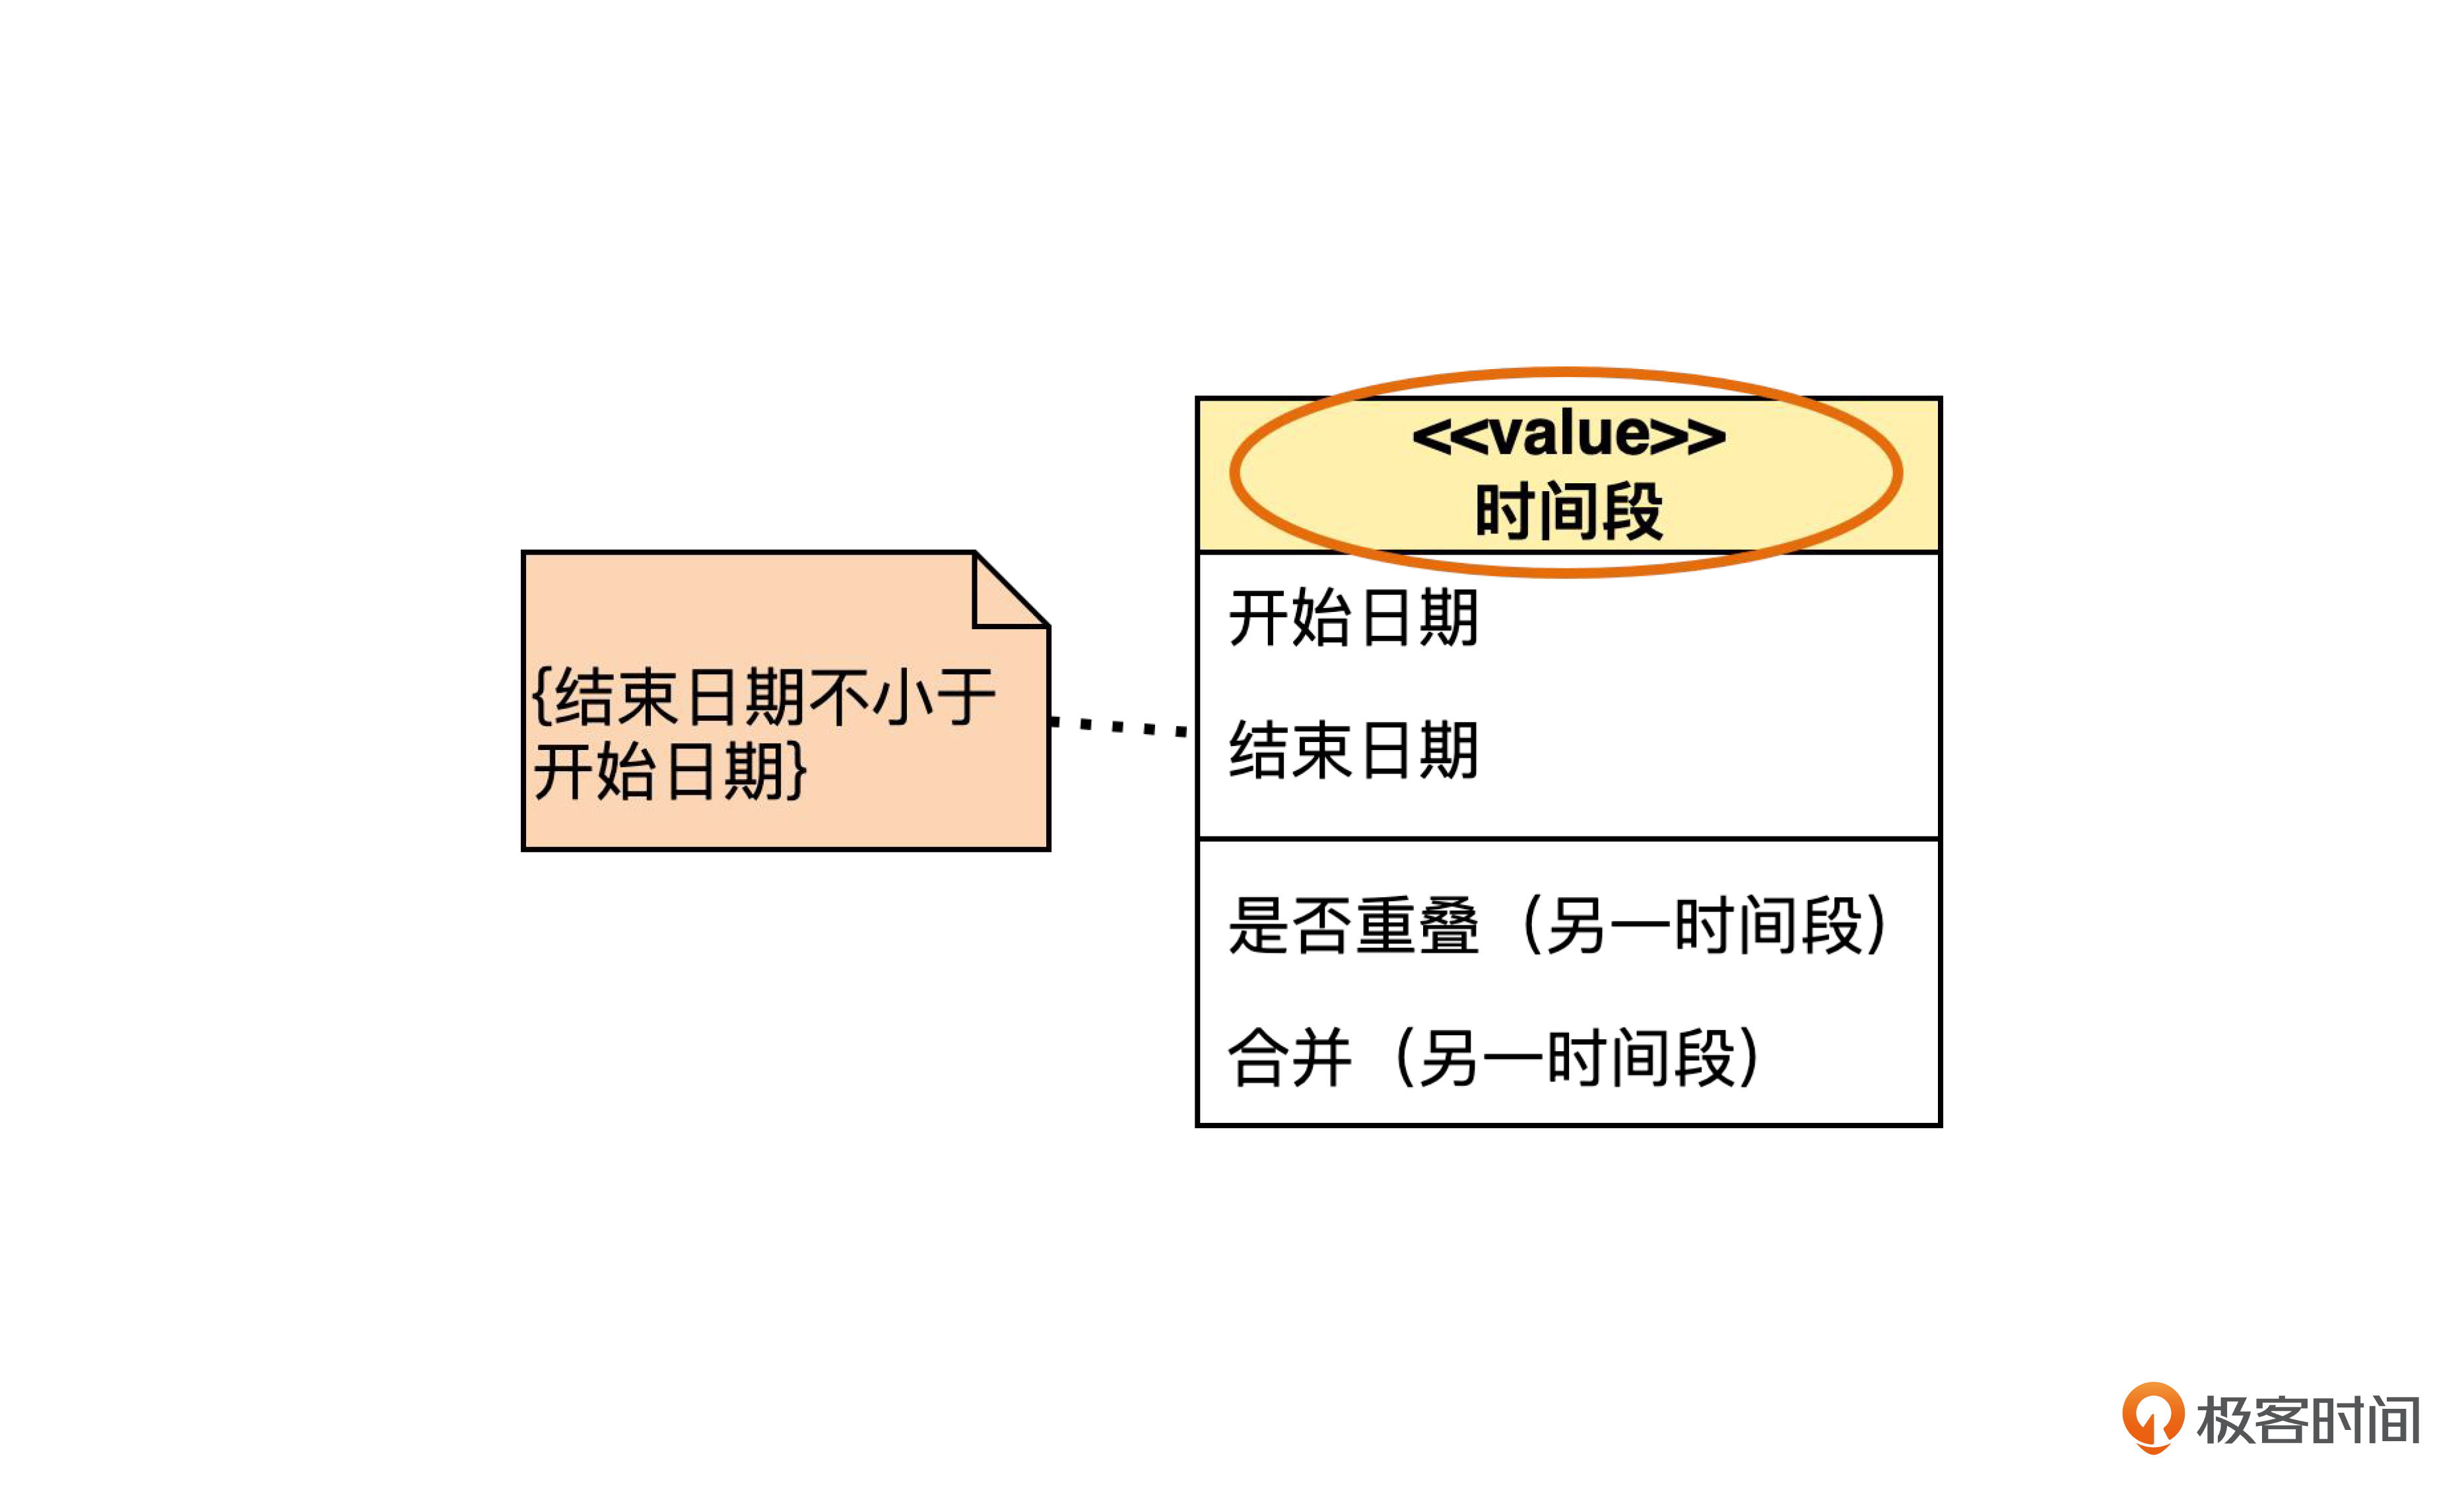 <<value>>
时间段
开始日期
结束日期
是否重叠（另一时间段）
合并（另一时间段）
{结束日期不小于
开始日期}
极客时间